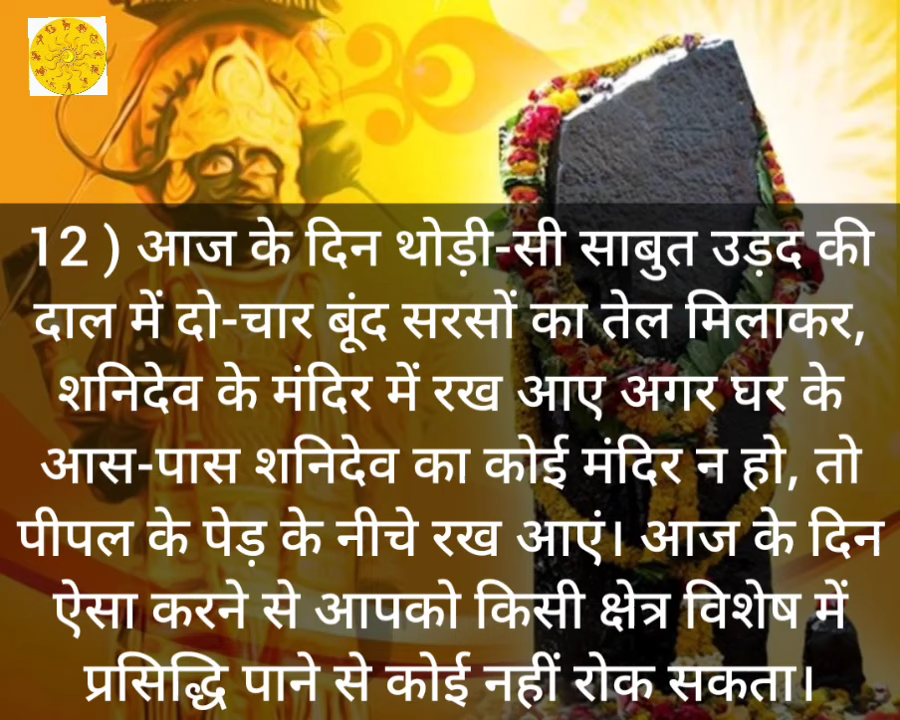 12 ) आज के दिन थोड़ी-सी साबुत उड़द की
दाल में दो-चार बूंद सरसों का तेल मिलाकर,
शनिदेव के मंदिर में रख आए अगर घर के
आस-पास शनिदेव का कोई मंदिर न हो, तो
पीपल के पेड़ के नीचे रख आएं। आज के दिन
ऐसा करने से आपको किसी क्षेत्र विशेष में
प्रसिद्धि पाने से कोई नहीं रोक सकता।